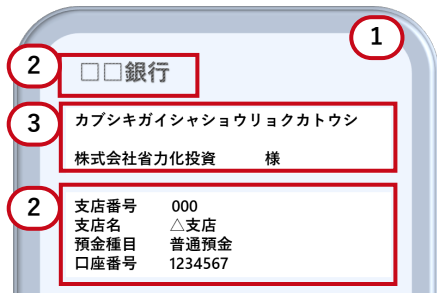 1
2
□□銀行
3
カブシキガイシャショウリョクカトウシ
株式会社省力化投資 様
2
支店番号 000
支店名 △支店
預金種目 普通預金
口座番号 1234567